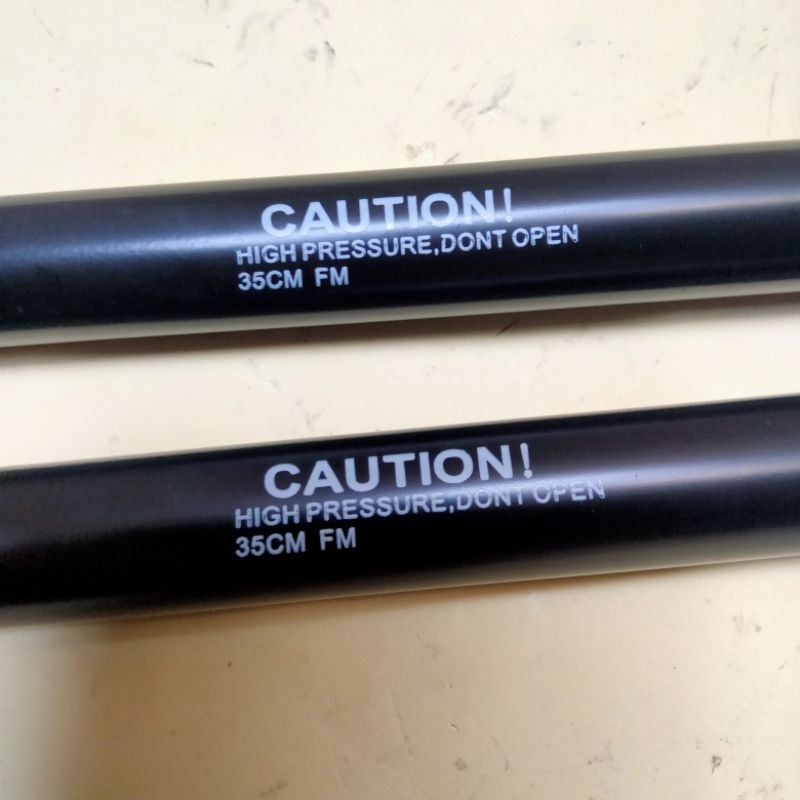 CAUTION!
HIGH PRESSURE,DONT OPEN
35CM FM
CAUTION!
HIGH PRESSURE,DONT OPEN
35CM FM